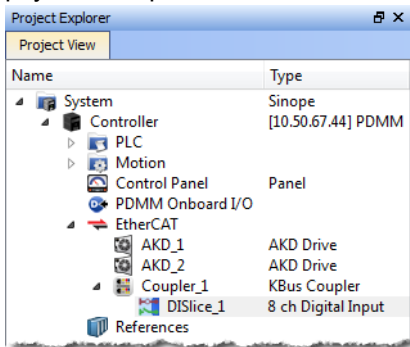 Project Explorer
Project View
Name Type
System Sinope
Controller [10.50.67.44] PDMM
PLC
Motion
Control Panel Panel
PDMM Onboard I/O
EtherCAT
AKD_1 AKD Drive
AKD_2 AKD Drive
Coupler_1 KBus Coupler
DISlice_1 8 ch Digital Input
References